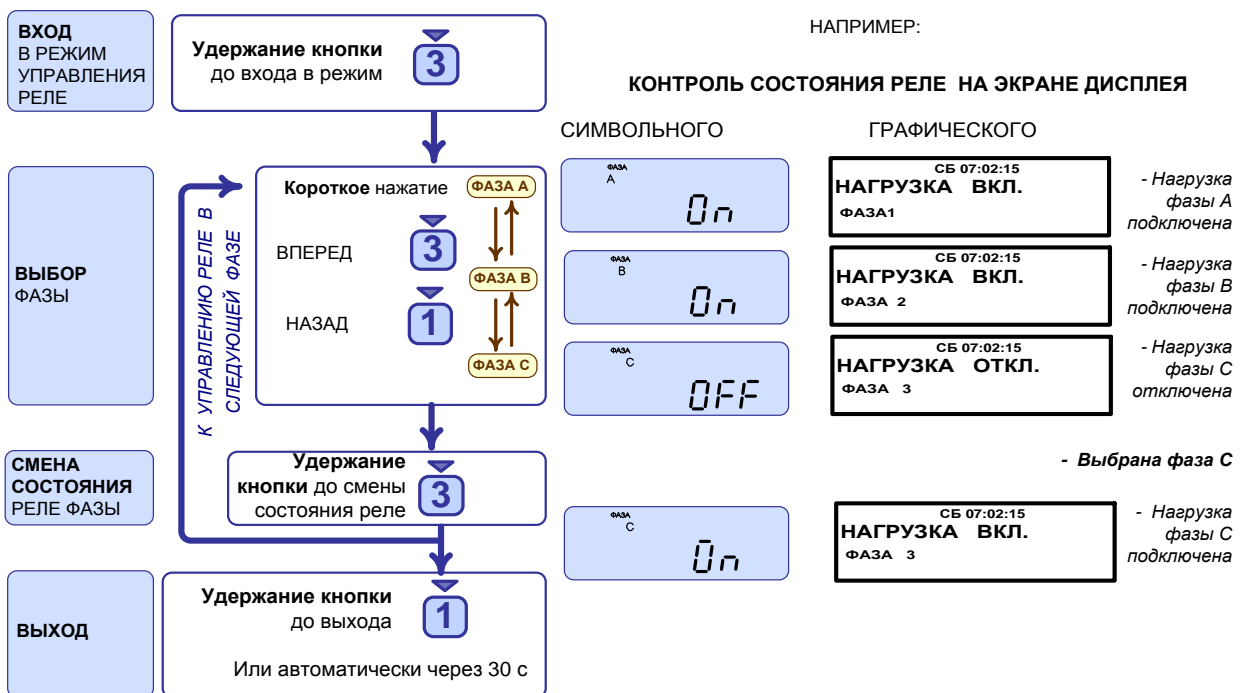 ВХОД
В РЕЖИМ
УПРАВЛЕНИЯ
РЕЛЕ
Удержание кнопки
до входа в режим
3
НАПРИМЕР:
КОНТРОЛЬ СОСТОЯНИЯ РЕЛЕ НА ЭКРАНЕ ДИСПЛЕЯ
СИМВОЛЬНОГО
ГРАФИЧЕСКОГО
ВЫБОР
ФАЗЫ
К УПРАВЛЕНИЮ РЕЛЕ В
СЛЕДУЮЩЕЙ ФАЗЕ
Короткое нажатие
ВПЕРЕД
3
НАЗАД
1
ФАЗА А
ФАЗА В
ФАЗА С
ФАЗА
А
On
СБ 07:02:15
НАГРУЗКА ВКЛ.
ФАЗА1
- Нагрузка
фазы А
подключена
ФАЗА
В
On
СБ 07:02:15
НАГРУЗКА ВКЛ.
ФАЗА 2
- Нагрузка
фазы В
подключена
ФАЗА
С
OFF
СБ 07:02:15
НАГРУЗКА ОТКЛ.
ФАЗА 3
- Нагрузка
фазы С
отключена
СМЕНА
СОСТОЯНИЯ
РЕЛЕ ФАЗЫ
Удержание
кнопки до смены
состояния реле
3
- Выбрана фаза С
ФАЗА
С
On
СБ 07:02:15
НАГРУЗКА ВКЛ.
ФАЗА 3
- Нагрузка
фазы С
подключена
ВЫХОД
Удержание кнопки
до выхода
1
Или автоматически через 30 с